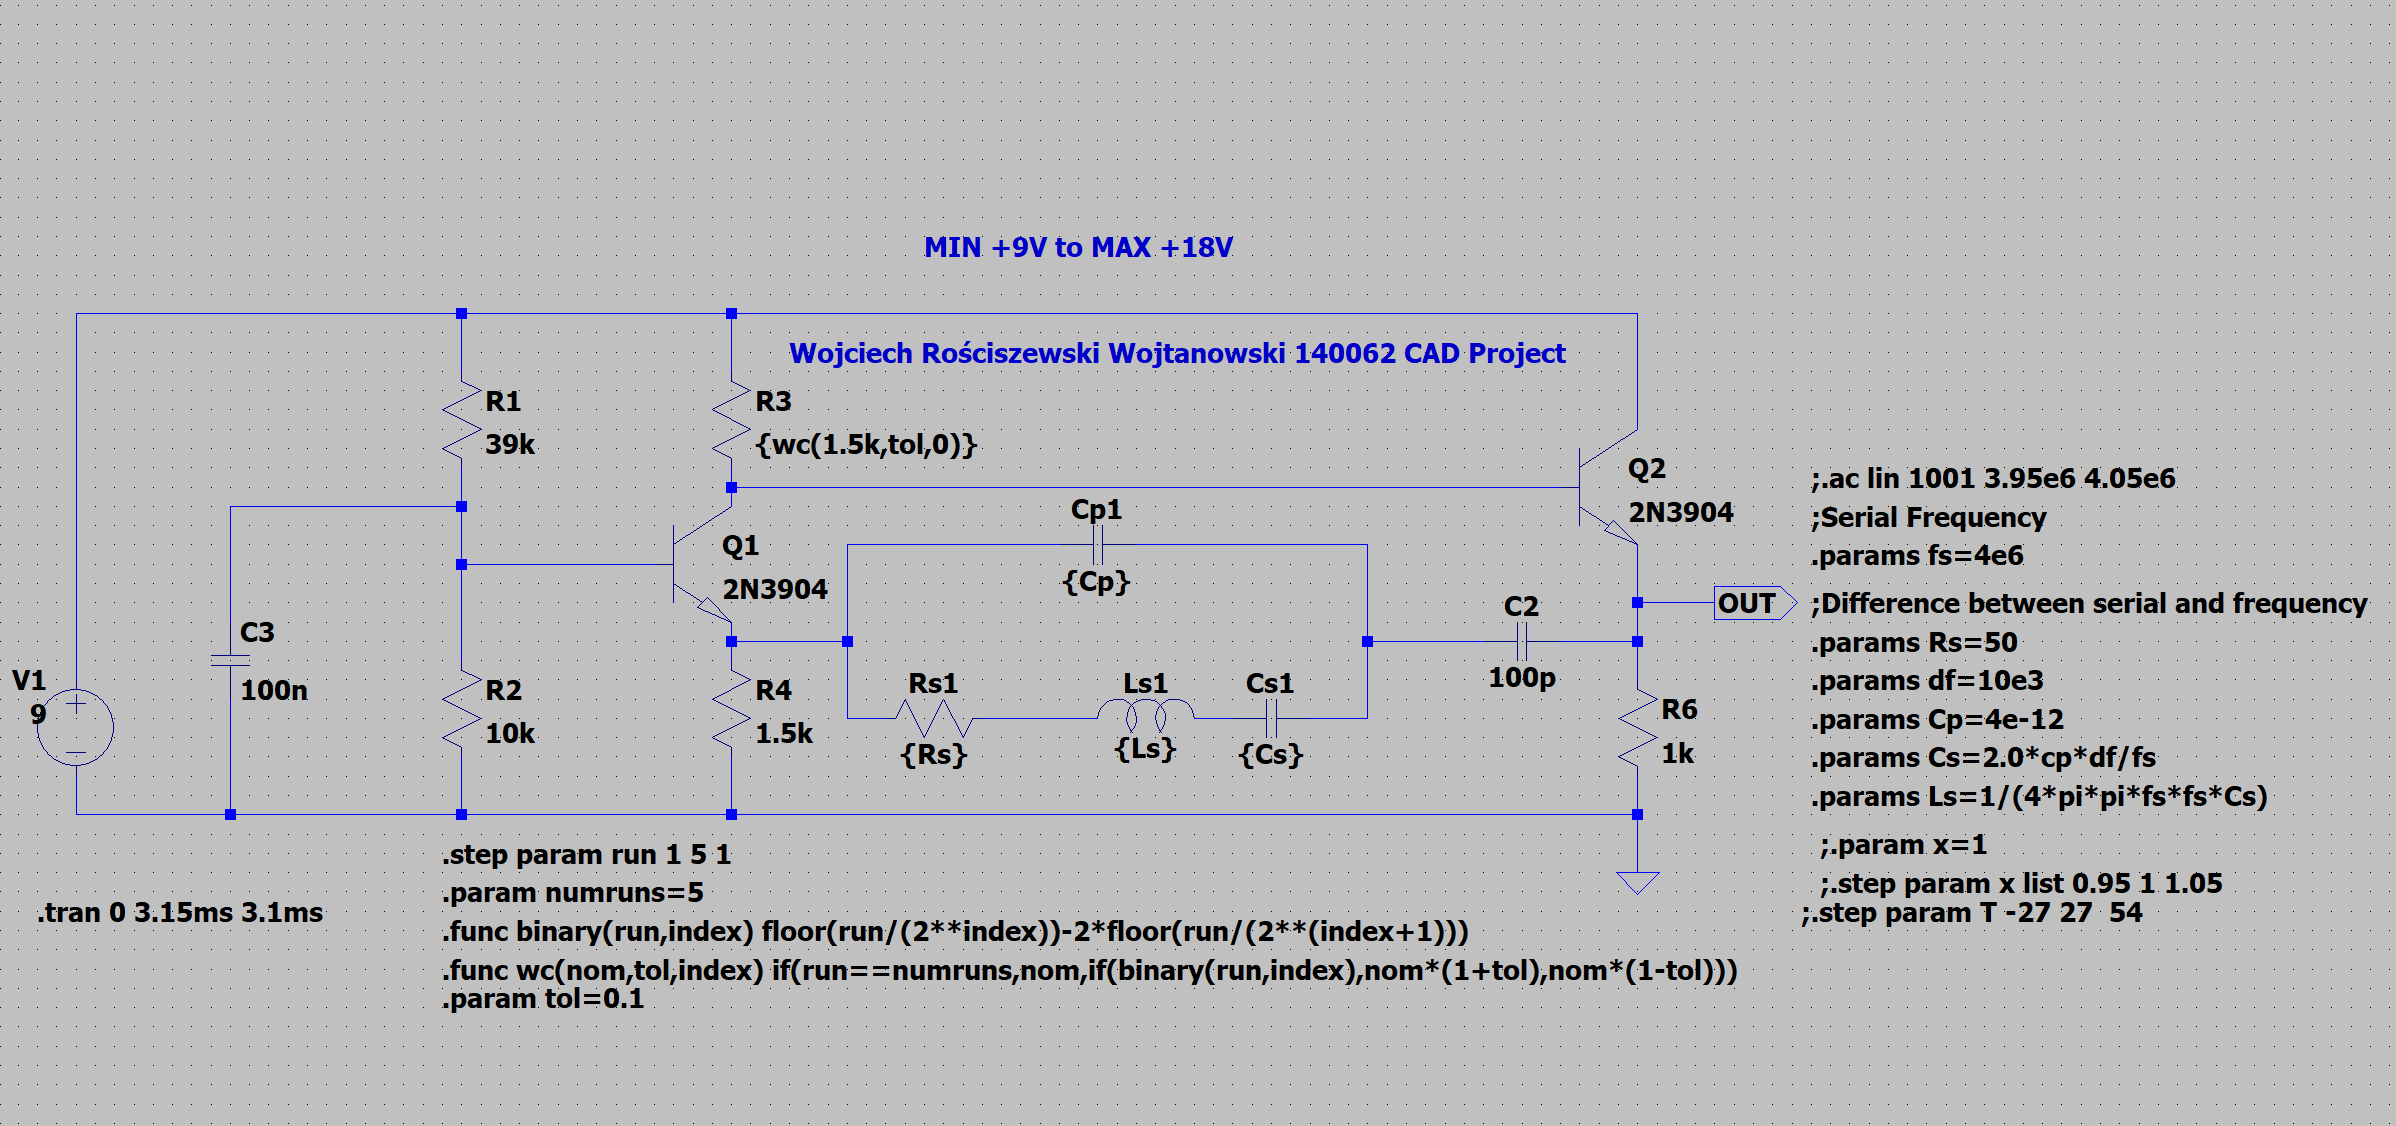 MIN +9V to MAX +18V
Wojciech Rościszewski Wojtanowski 140062 CAD Project
R1
39k
R3
{wc(1.5k,tol,0)}
Q2
2N3904
Cp1
{Cp}
Q1
2N3904
C3
100n
V1
9
R2
10k
R4
1.5k
Rs1
{Rs}
Ls1
{Ls}
Cs1
{Cs}
C2
100p
OUT
R6
1k
;.ac lin 1001 3.95e6 4.05e6
;Serial Frequency
.params fs=4e6
;Difference between serial and frequency
.params Rs=50
.params df=10e3
.params Cp=4e-12
.params Cs=2.0*cp*df/fs
.params Ls=1/(4*pi*pi*fs*fs*Cs)
;.param x=1
;.step param x list 0.95 1 1.05
;.step param T -27 27 54
.tran 0 3.15ms 3.1ms
.step param run 1 5 1
.param numruns=5
.func binary(run,index) floor(run/(2**index))-2*floor(run/(2**(index+1)))
.func wc(nom,tol,index) if(run==numruns,nom,if(binary(run,index),nom*(1+tol),nom*(1-tol)))
.param tol=0.1